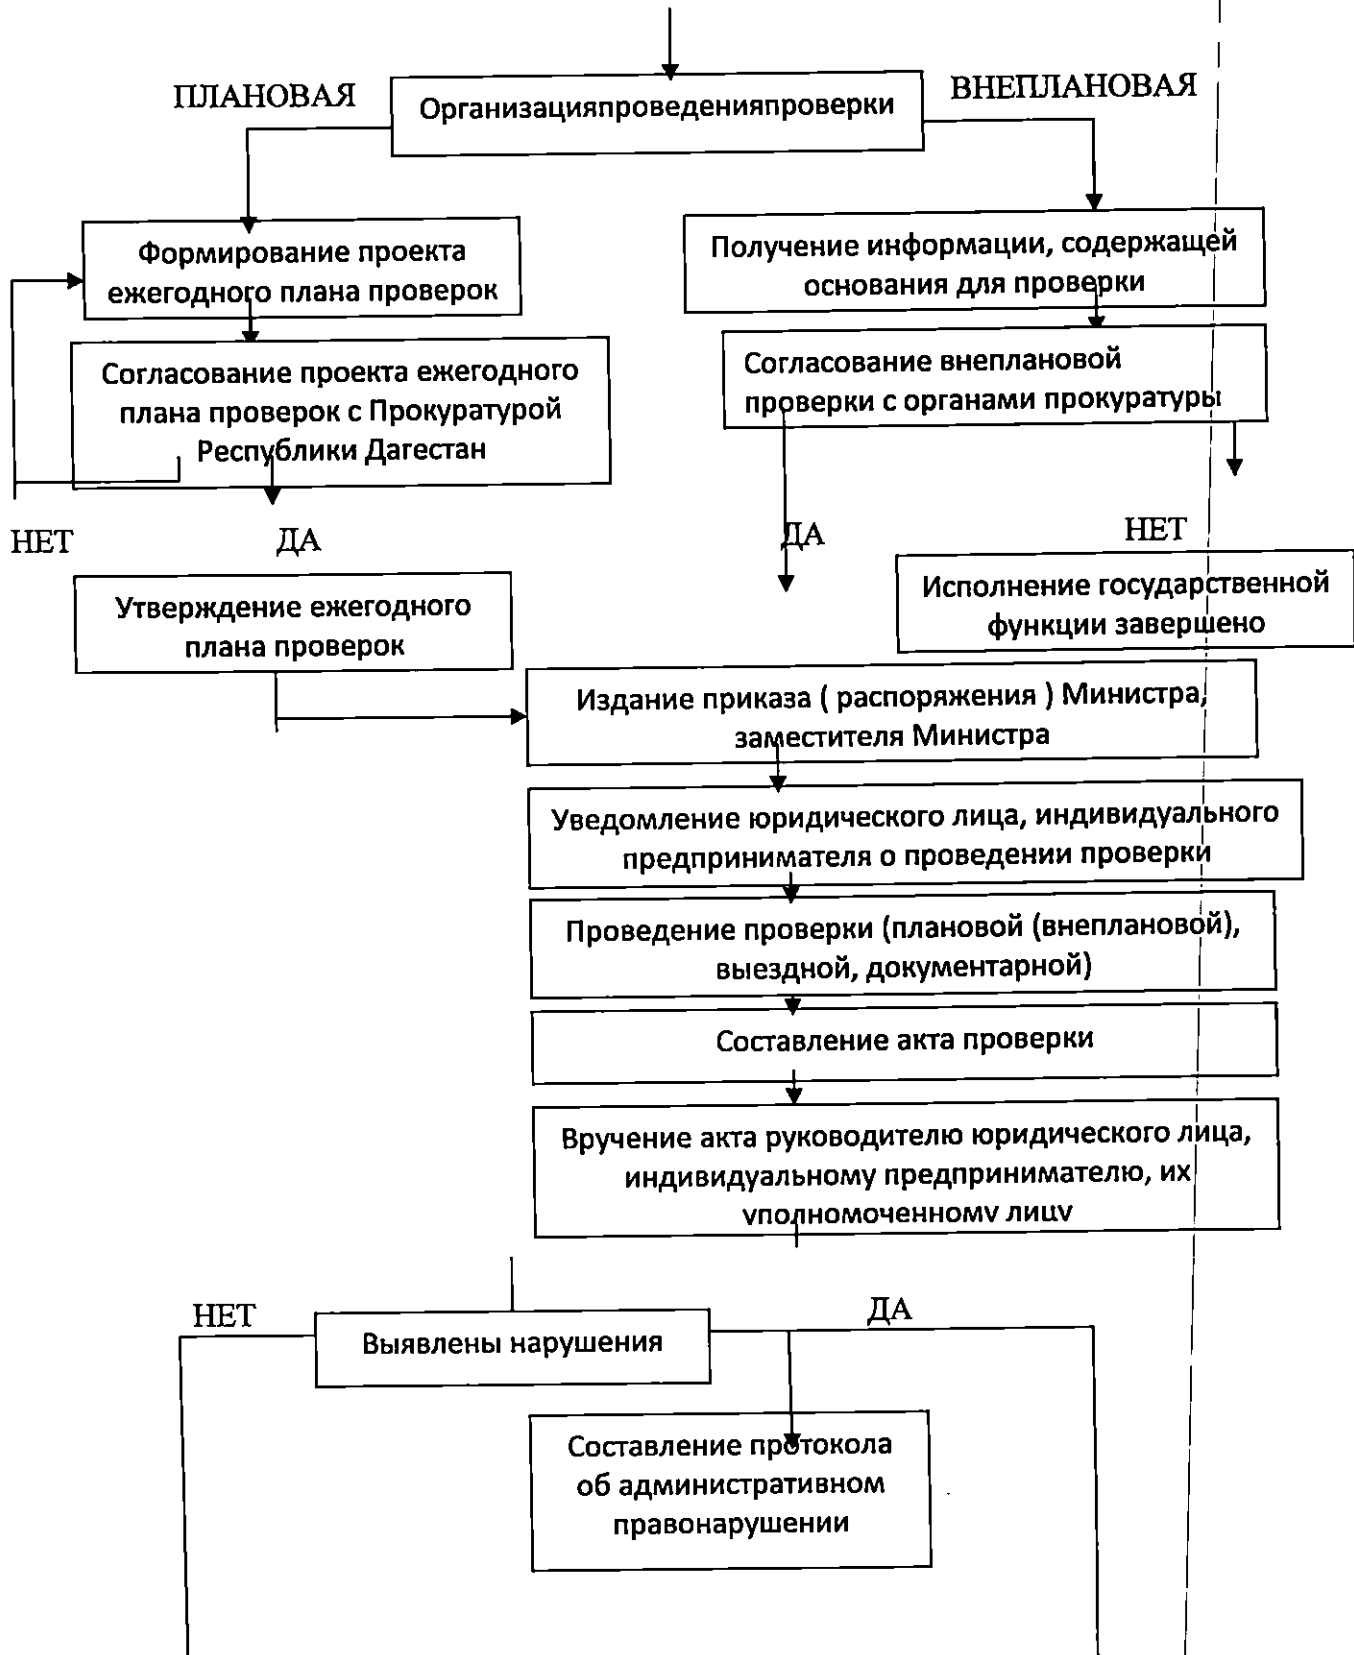 ПЛАНОВАЯ
Организацияпроведенияпроверки
ВНЕПЛАНОВАЯ
Формирование проекта
ежегодного плана проверок
Получение информации, содержащей
основания для проверки
Согласование проекта ежегодного
плана проверок с Прокуратурой
Республики Дагестан
Согласование внеплановой
проверки с органами прокуратуры
НЕТ
ДА
ДА
НЕТ
Утверждение ежегодного
плана проверок
Исполнение государственной
функции завершено
Издание приказа ( распоряжения ) Министра,
заместителя Министра
Уведомление юридического лица, индивидуального
предпринимателя о проведении проверки
Проведение проверки (плановой (внеплановой),
выездной, документарной)
Составление акта проверки
Вручение акта руководителю юридического лица,
индивидуальному предпринимателю, их
уполномоченному лицу
НЕТ
Выявлены нарушения
ДА
Составление протокола
об административном
правонарушении